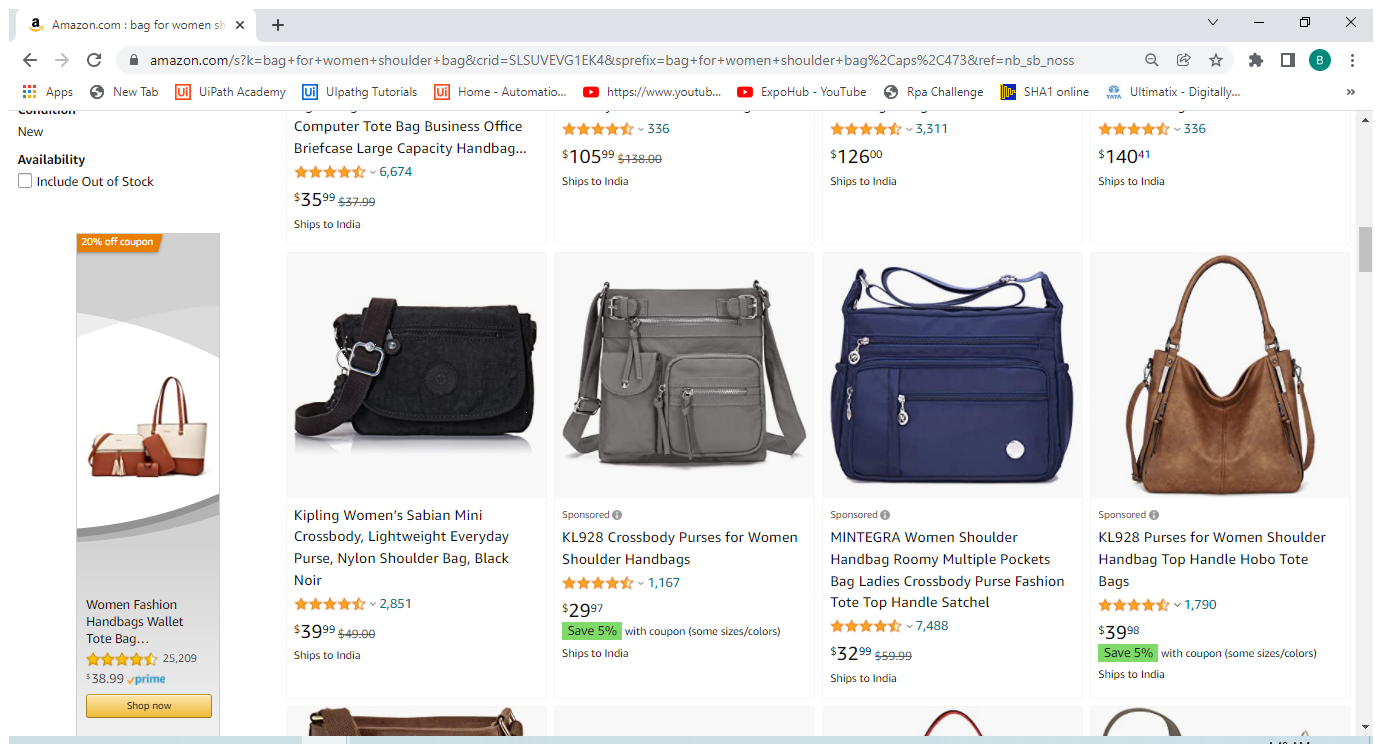 Amazon.com : bag for women sh
amazon.com/s?k=bag+for+women+shoulder+bag&crid=SLSUVEVG1EK4&sprefix=bag+for+women+shoulder+bag%2Caps%2C473&ref=nb_sb_noss
B
Apps
New Tab
UiPath Academy
UIpathg Tutorials
Home - Automatio...
https://www.youtub...
ExpoHub - YouTube
Rpa Challenge
SHA1 online
Ultimatix - Digitally...
Condition
New
Availability
Include Out of Stock
20% off coupon
Women Fashion
Handbags Wallet
Tote Bag...
25,209
$38.99 prime
Shop now
Computer Tote Bag Business Office
Briefcase Large Capacity Handbag...
6,674
$35.99 $37.99
Ships to India
336
$105.99 $138.00
Ships to India
3,311
$126.00
Ships to India
336
$140.41
Ships to India
Kipling Women's Sabian Mini
Crossbody, Lightweight Everyday
Purse, Nylon Shoulder Bag, Black
Noir
2,851
$39.99 $49.00
Ships to India
Sponsored
KL928 Crossbody Purses for Women
Shoulder Handbags
1,167
$29.97
Save 5% with coupon (some sizes/colors)
Ships to India
Sponsored
MINTEGRA Women Shoulder
Handbag Roomy Multiple Pockets
Bag Ladies Crossbody Purse Fashion
Tote Top Handle Satchel
7,488
$32.99 $59.99
Ships to India
Sponsored
KL928 Purses for Women Shoulder
Handbag Top Handle Hobo Tote
Bags
1,790
$39.98
Save 5% with coupon (some sizes/colors)
Ships to India